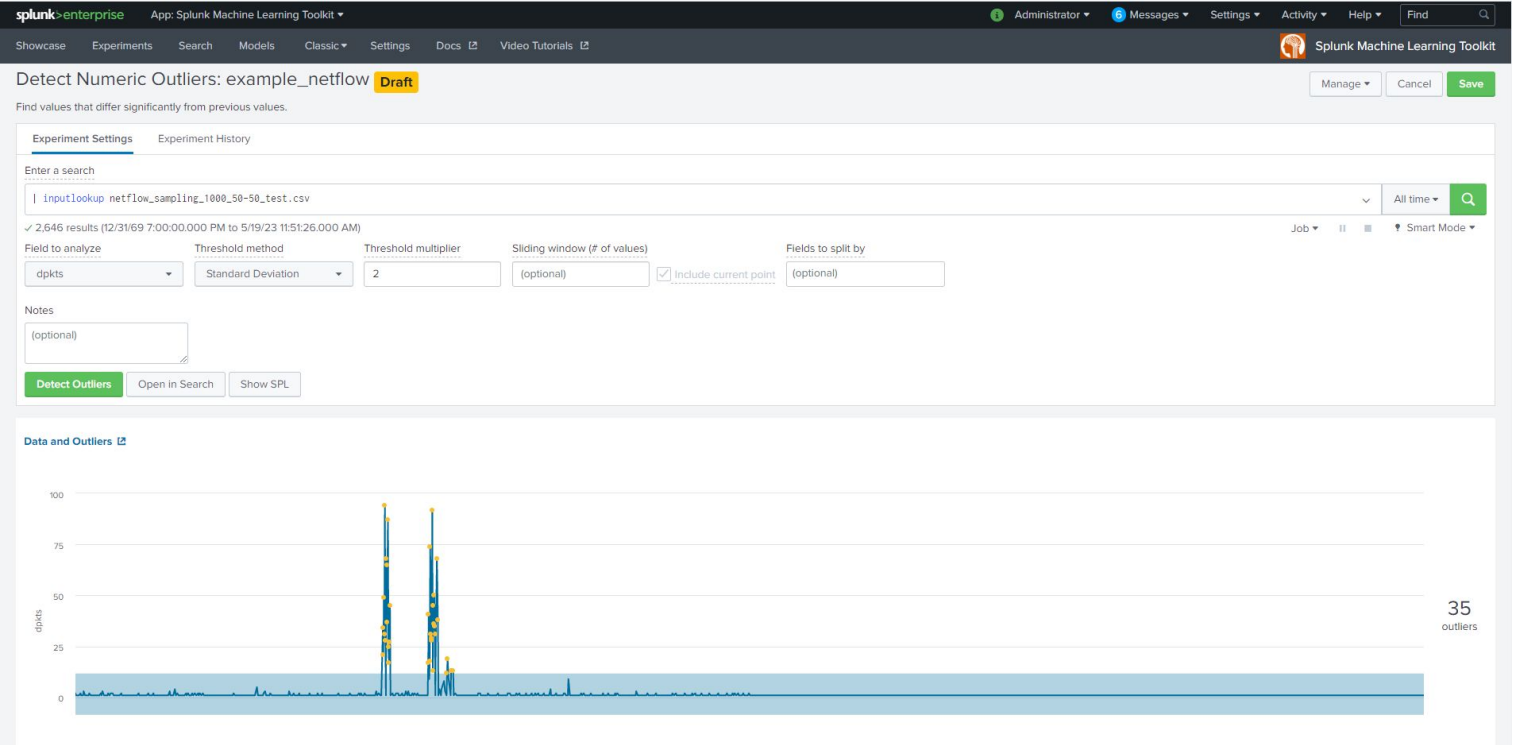 splunk>enterprise App: Splunk Machine Learning Toolkit i Administrator 6 Messages Settings Activity Help Find
Showcase Experiments Search Models Classic Settings Docs Video Tutorials Splunk Machine Learning Toolkit
Detect Numeric Outliers: example_netflow Draft Manage Cancel Save
Find values that differ significantly from previous values.
Experiment Settings Experiment History
Enter a search
| inputlookup netflow_sampling_1000_50-50_test.csv All time
✓ 2,646 results (12/31/69 7:00:00.000 PM to 5/19/23 11:51:26.000 AM) Job Smart Mode
Field to analyze Threshold method Threshold multiplier Sliding window (# of values) Fields to split by
dpkts Standard Deviation 2 (optional) Include current point (optional)
Notes
(optional)
Detect Outliers Open in Search Show SPL
Data and Outliers
100
75
50
25
0
dpkts
35
outliers